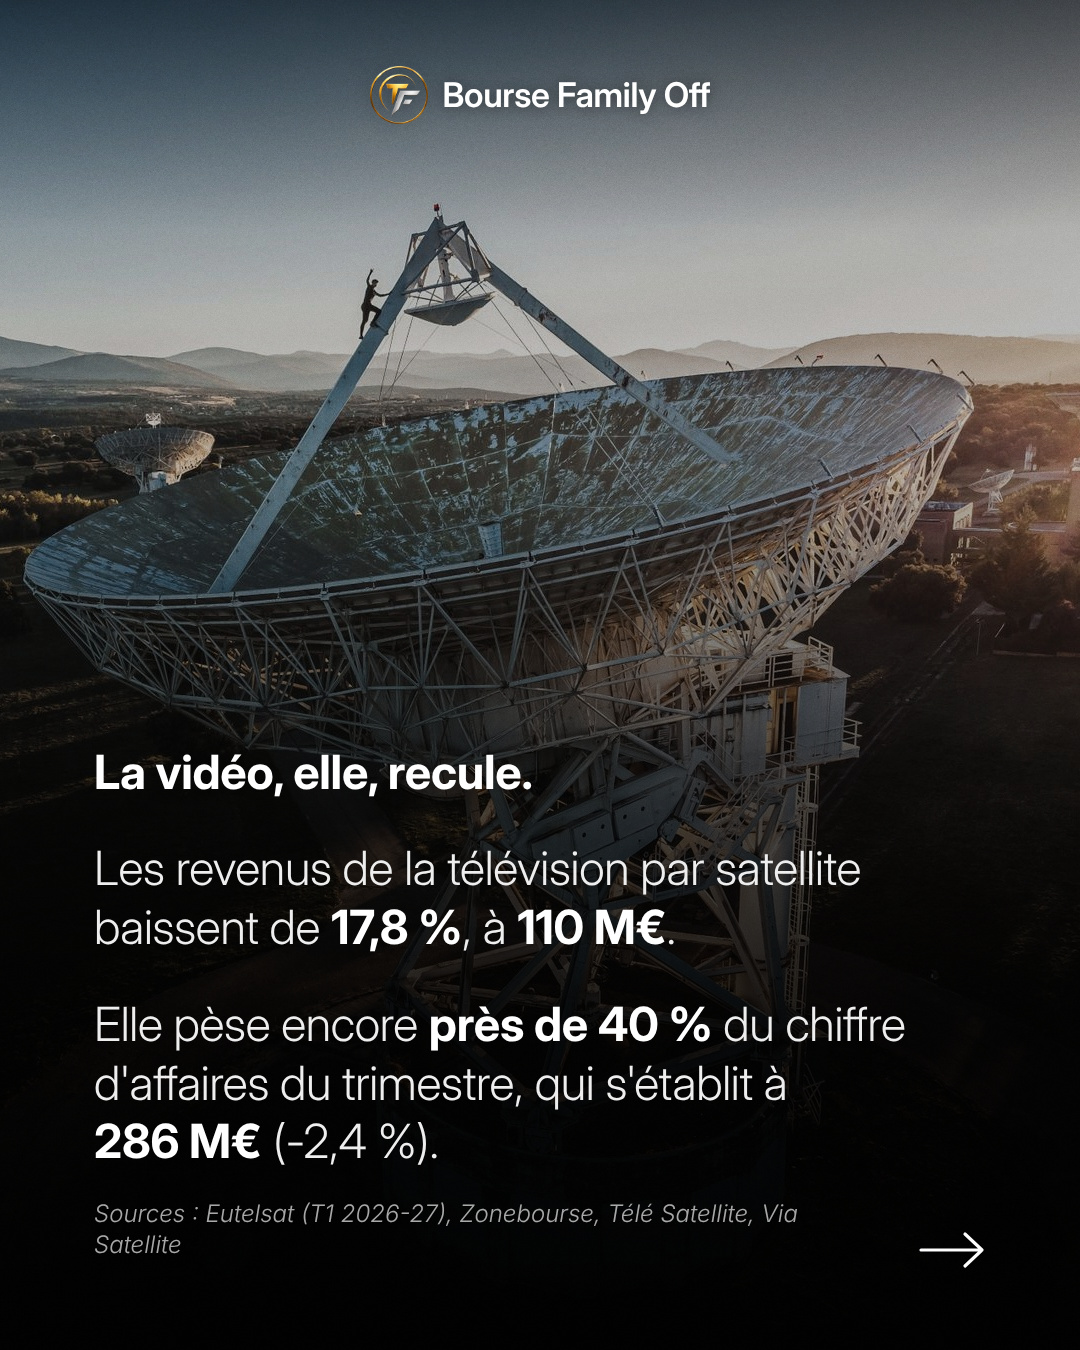 Bourse Family Off
La vidéo, elle, recule.
Les revenus de la télévision par satellite
baissent de 17,8 %, à 110 M€.
Elle pèse encore près de 40 % du chiffre
d'affaires du trimestre, qui s'établit à
286 M€ (-2,4 %).
Sources : Eutelsat (T1 2026-27), Zonebourse, Télé Satellite, Via
Satellite